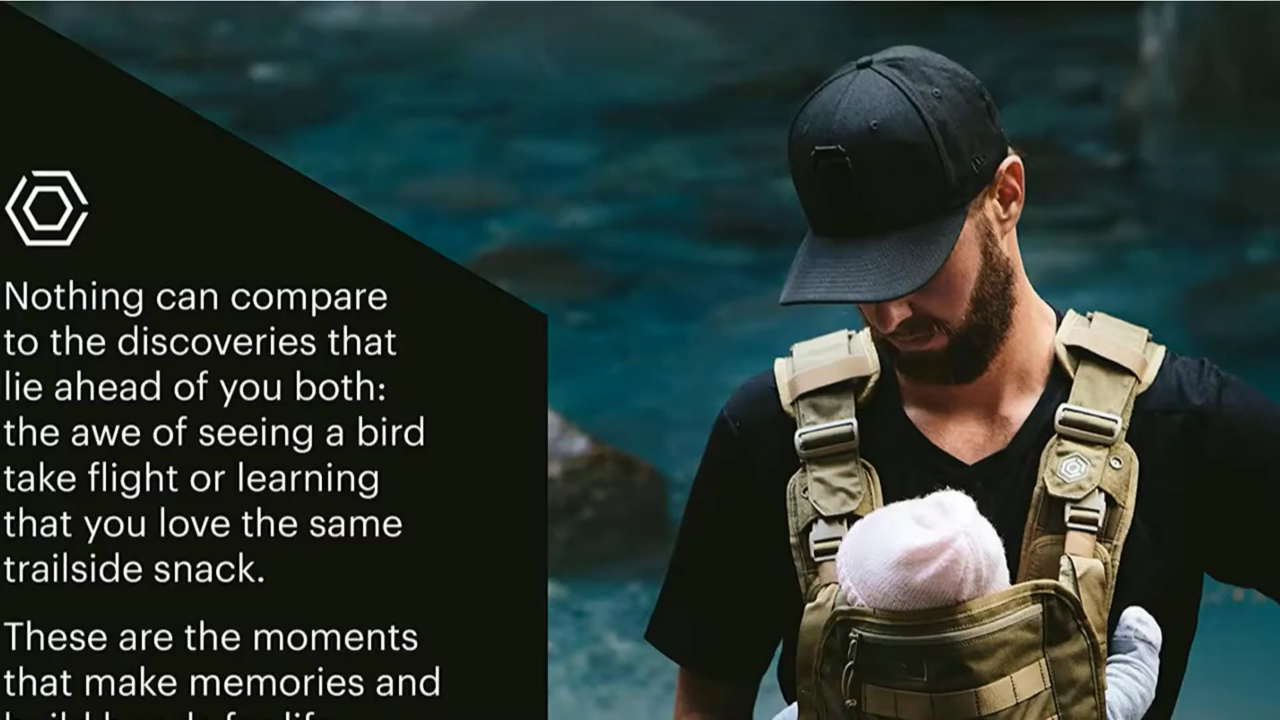 Nothing can compare
to the discoveries that
lie ahead of you both:
the awe of seeing a bird
take flight or learning
that you love the same
trailside snack.
These are the moments
that make memories and